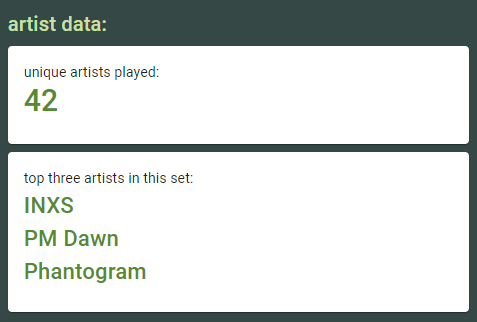 artist data:
unique artists played:
42
top three artists in this set:
INXS
PM Dawn
Phantogram